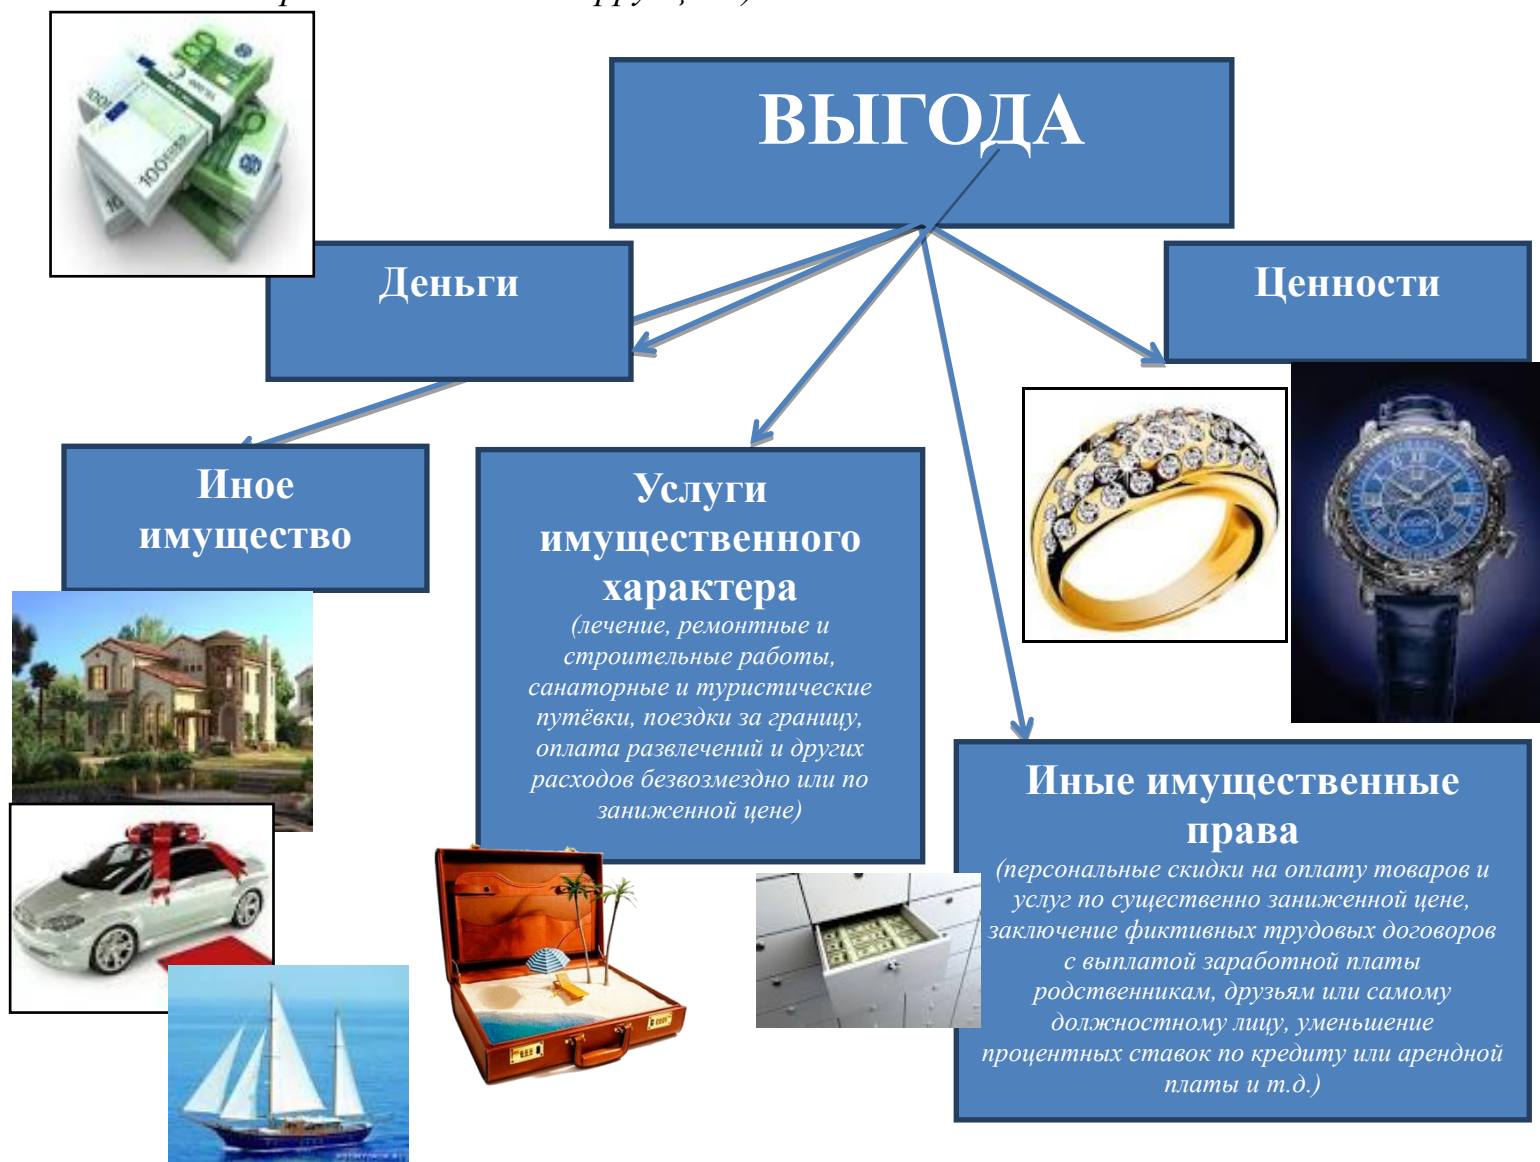 ВЫГОДА
Деньги
Ценности
Иное
имущество
Услуги
имущественного
характера
(лечение, ремонтные и
строительные работы,
санаторные и туристические
путёвки, поездки за границу,
оплата развлечений и других
расходов безвозмездно или по
заниженной цене)
Иные имущественные
права
(персональные скидки на оплату товаров и
услуг по существенно заниженной цене,
заключение фиктивных трудовых договоров
с выплатой заработной платы
родственникам, друзьям или самому
должностному лицу, уменьшение
процентных ставок по кредиту или арендной
платы и т.д.)
100
100